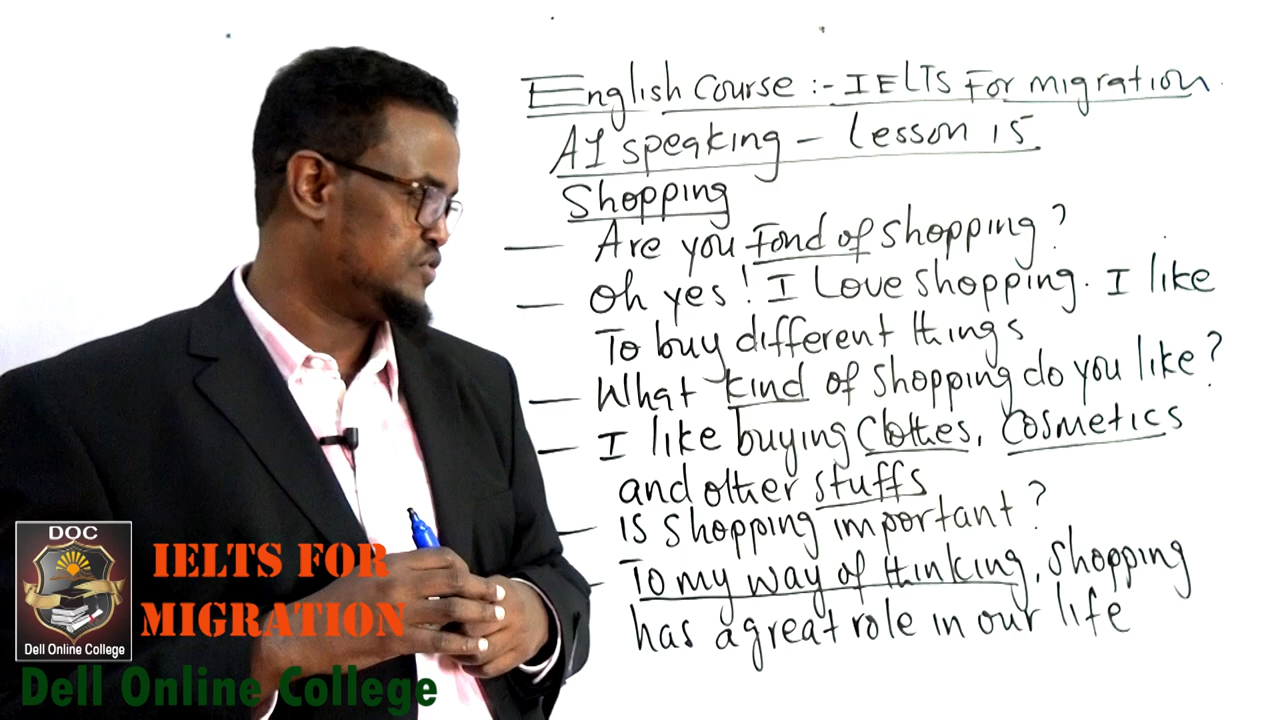 English Course :- IELTS For migration.
AI speaking - Lesson 15
Shopping
— Are you Fond of shopping?
— Oh yes! I Love shopping. I like
To buy different things
— What kind of shopping do you like?
— I like buying Clothes, Cosmetics
and other stuffs
— Is shopping important?
— To my way of thinking, shopping
has a great role in our life
DOC
Dell Online College
IELTS FOR
MIGRATION
Dell Online College